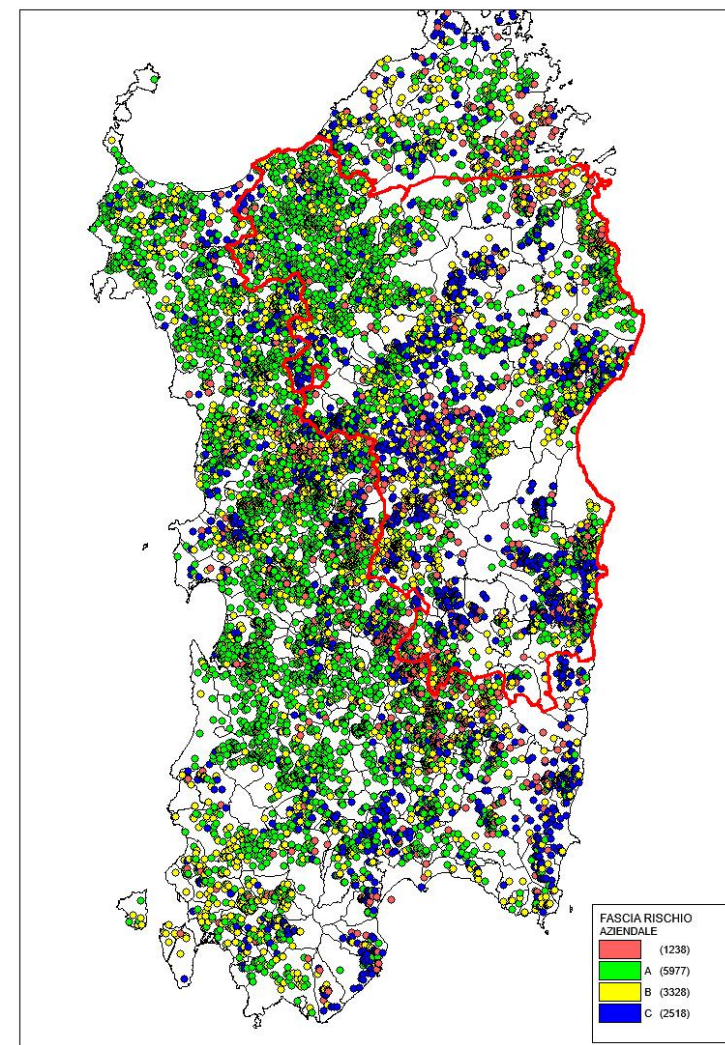 FASCIA RISCHIO
AZIENDALE
(1238)
A (5977)
B (3328)
C (2518)